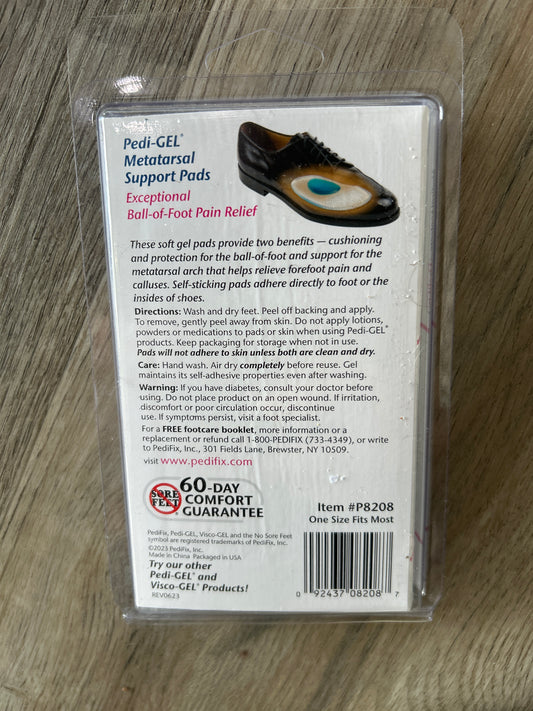 Pedi-GEL®
Metatarsal
Support Pads
Exceptional
Ball-of-Foot Pain Relief
These soft gel pads provide two benefits — cushioning
and protection for the ball-of-foot and support for the
metatarsal arch that helps relieve forefoot pain and
calluses. Self-sticking pads adhere directly to foot or the
insides of shoes.
Directions: Wash and dry feet. Peel off backing and apply.
To remove, gently peel away from skin. Do not apply lotions,
powders or medications to pads or skin when using Pedi-GEL®
products. Keep packaging for storage when not in use.
Pads will not adhere to skin unless both are clean and dry.
Care: Hand wash. Air dry completely before reuse. Gel
maintains its self-adhesive properties even after washing.
Warning: If you have diabetes, consult your doctor before
using. Do not place product on an open wound. If irritation,
discomfort or poor circulation occur, discontinue
use. If symptoms persist, visit a foot specialist.
For a FREE footcare booklet, more information or a
replacement or refund call 1-800-PEDIFIX (733-4349), or write
to PediFix, Inc., 301 Fields Lane, Brewster, NY 10509.
visit www.pedifix.com
SORE
FEET
60-DAY
COMFORT
GUARANTEE
Item #P8208
One Size Fits Most
PediFix, Pedi-GEL, Visco-GEL and the No Sore Feet
symbol are registered trademarks of PediFix, Inc.
©2023 PediFix, Inc.
Made in China Packaged in USA
Try our other
Pedi-GEL® and
Visco-GEL® Products!
REV0623
0 92437 08208 7